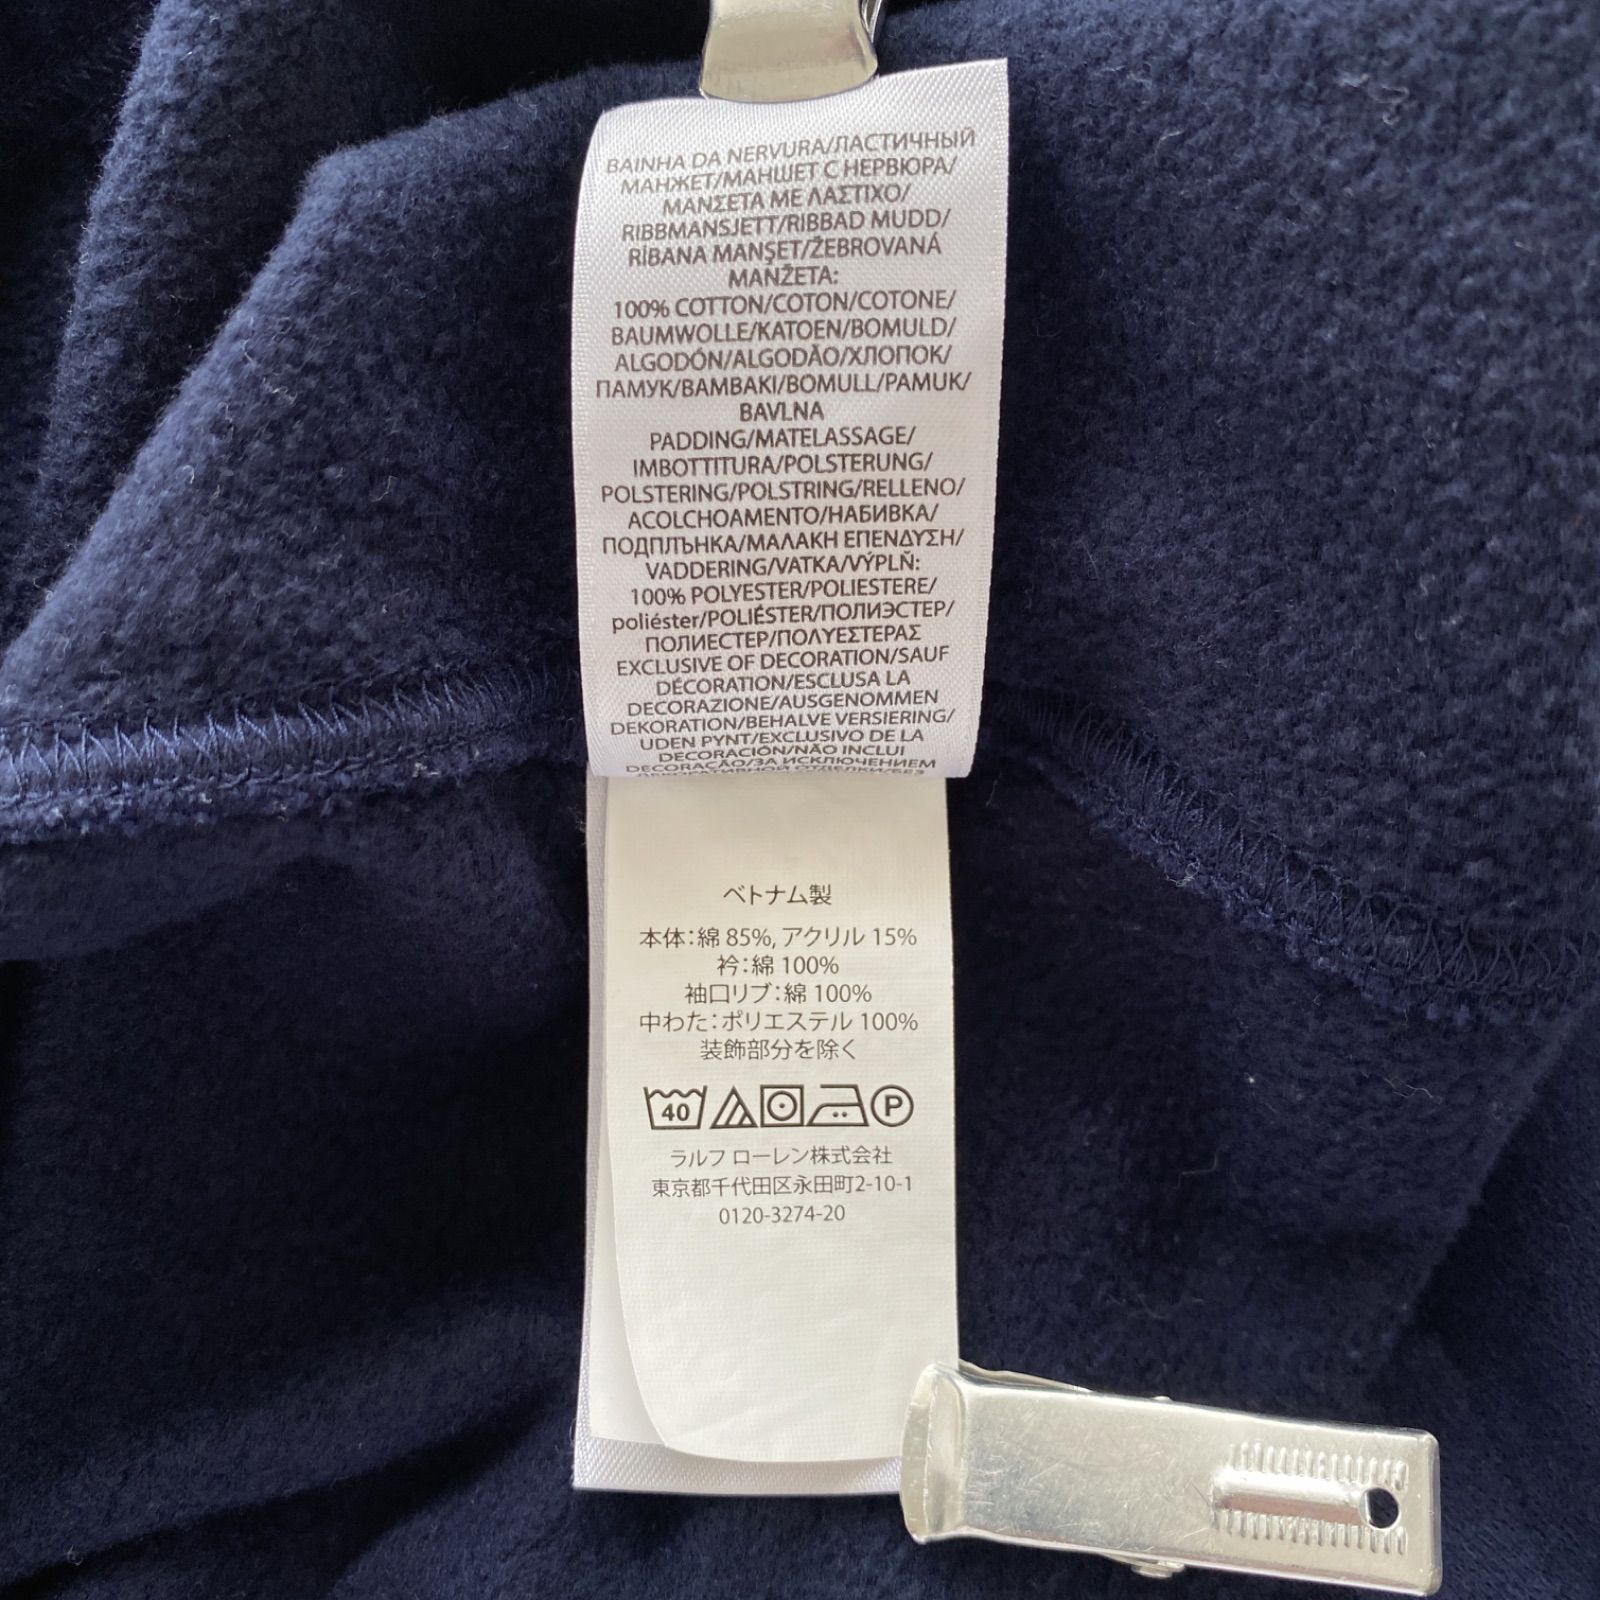 BAINHA DA NERVURA/ЛАСТИЧНЫЙ
МАНЖЕТ/МАНШЕТ С НЕРВЮРА/
ΜΑΝΣΕΤΑ ΜΕ ΛΑΣΤΙΧΟ/
RIBBMANSJETT/RIBBAD MUDD/
RİBANA MANŞET/ŽEBROVANÁ
MANŽETA:
100% COTTON/COTON/COTONE/
BAUMWOLLE/KATOEN/BOMULD/
ALGODÓN/ALGODÃO/ХЛОПОК/
ПАМУК/ΒΑΜΒΑΚΙ/BOMULL/PAMUK/
BAVLNA
PADDING/MATELASSAGE/
IMBOTTITURA/POLSTERUNG/
POLSTERING/POLSTRING/RELLENO/
ACOLCHOAMENTO/НАБИВКА/
ПОДПЛЪНКА/ΜΑΛΑΚΗ ΕΠΕΝΔΥΣΗ/
VADDERING/VATKA/VÝPLŇ:
100% POLYESTER/POLIESTERE/
poliéster/POLIÉSTER/ПОЛИЭСТЕР/
ПОЛИЕСТЕР/ΠΟΛΥΕΣΤΕΡΑΣ
EXCLUSIVE OF DECORATION/SAUF
DÉCORATION/ESCLUSA LA
DECORAZIONE/AUSGENOMMEN
DEKORATION/BEHALVE VERSIERING/
UDEN PYNT/EXCLUSIVO DE LA
DECORACIÓN/NÃO INCLUI
DECORAÇÃO/ЗА ИСКЛЮЧЕНИЕМ
ДЕКОРАТИВНОЙ ОТДЕЛКИ/БЕЗ
ベトナム製
本体：綿 85%, アクリル 15%
衿：綿 100%
袖口リブ：綿 100%
中わた：ポリエステル 100%
装飾部分を除く
40 P
ラルフ ローレン株式会社
東京都千代田区永田町2-10-1
0120-3274-20